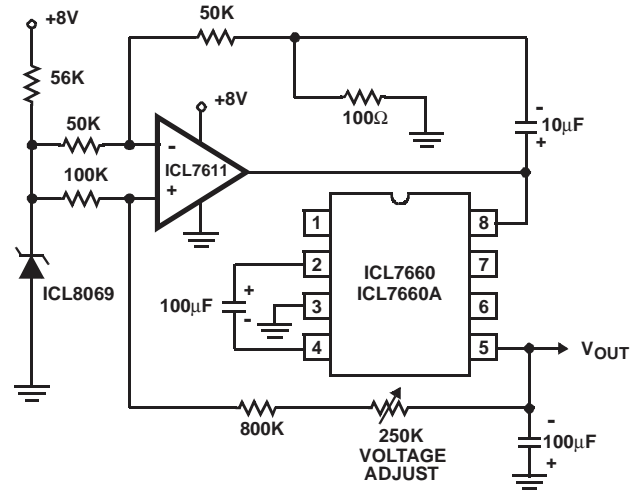 +8V
50K
56K
+8V
100Ω
-
10μF
+
50K
-
ICL7611
100K
+
1
8
ICL8069
2
ICL7660
ICL7660A
7
100μF
+
-
3
6
4
5
VOUT
800K
250K
VOLTAGE
ADJUST
-
100μF
+